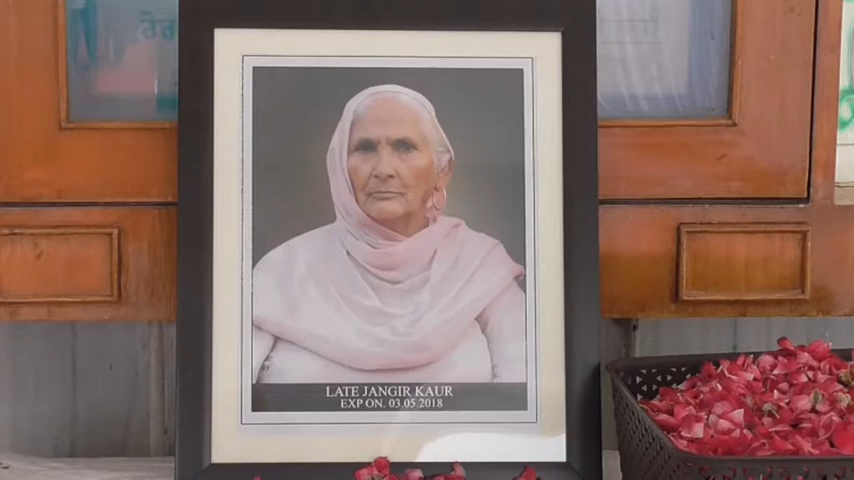 ਹੋਰ
LATE JANGIR KAUR
EXP ON. 03.05.2018